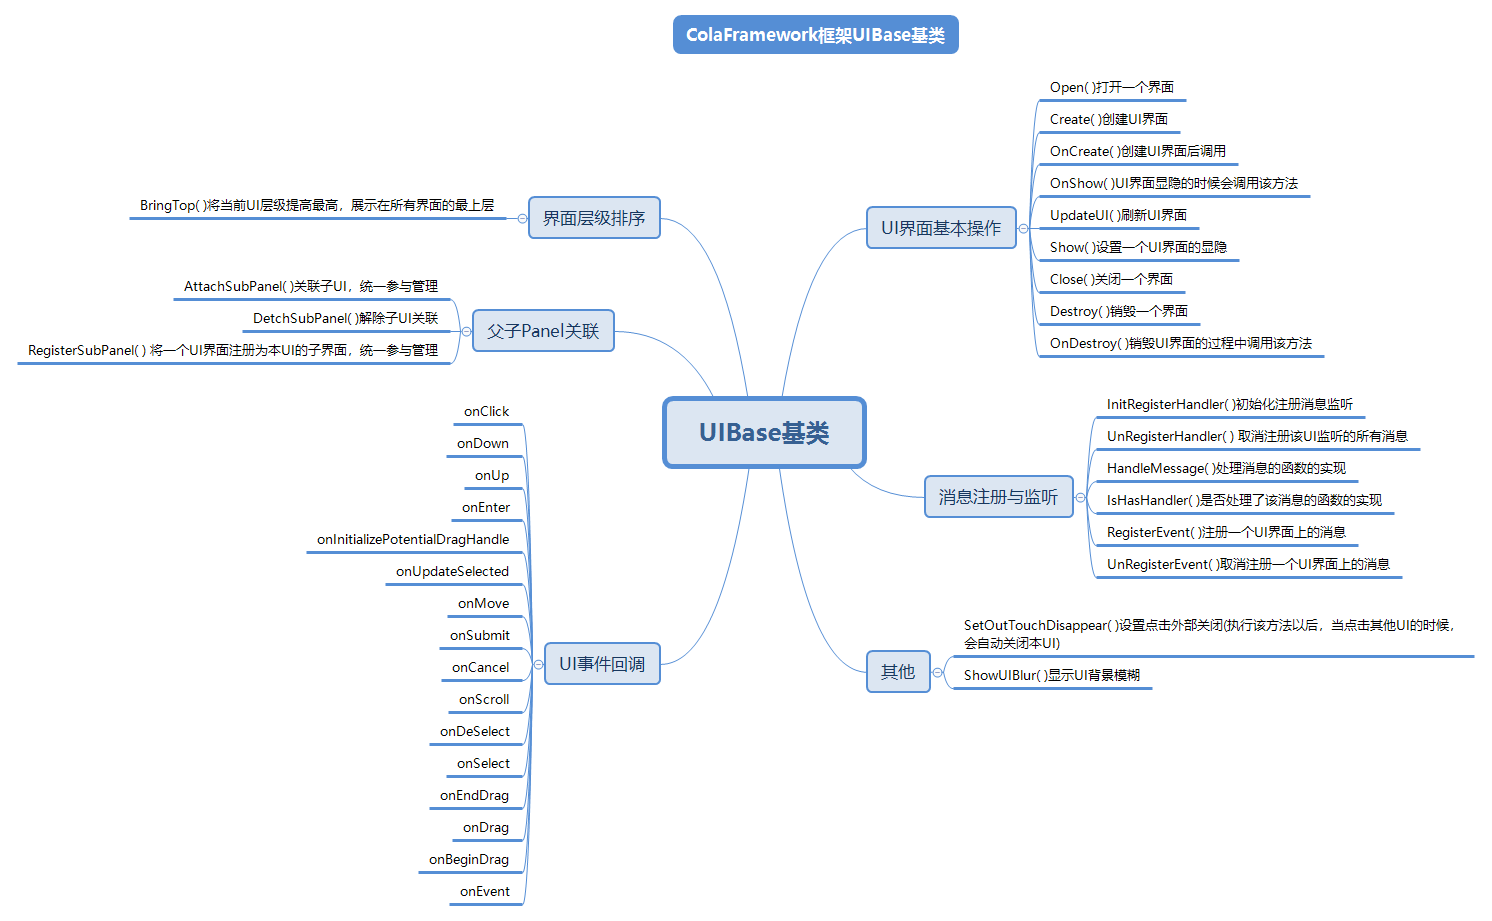 ColaFramework框架UIBase基类
UIBase基类
UI界面基本操作
Open( )打开一个界面
Create( )创建UI界面
OnCreate( )创建UI界面后调用
OnShow( )UI界面显隐的时候会调用该方法
UpdateUI( )刷新UI界面
Show( )设置一个UI界面的显隐
Close( )关闭一个界面
Destroy( )销毁一个界面
OnDestroy( )销毁UI界面的过程中调用该方法
消息注册与监听
InitRegisterHandler( )初始化注册消息监听
UnRegisterHandler( ) 取消注册该UI监听的所有消息
HandleMessage( )处理消息的函数的实现
IsHasHandler( )是否处理了该消息的函数的实现
RegisterEvent( )注册一个UI界面上的消息
UnRegisterEvent( )取消注册一个UI界面上的消息
其他
SetOutTouchDisappear( )设置点击外部关闭(执行该方法以后，当点击其他UI的时候，
会自动关闭本UI)
ShowUIBlur( )显示UI背景模糊
界面层级排序
BringTop( )将当前UI层级提高最高，展示在所有界面的最上层
父子Panel关联
AttachSubPanel( )关联子UI，统一参与管理
DetchSubPanel( )解除子UI关联
RegisterSubPanel( ) 将一个UI界面注册为本UI的子界面，统一参与管理
UI事件回调
onClick
onDown
onUp
onEnter
onInitializePotentialDragHandle
onUpdateSelected
onMove
onSubmit
onCancel
onScroll
onDeSelect
onSelect
onEndDrag
onDrag
onBeginDrag
onEvent